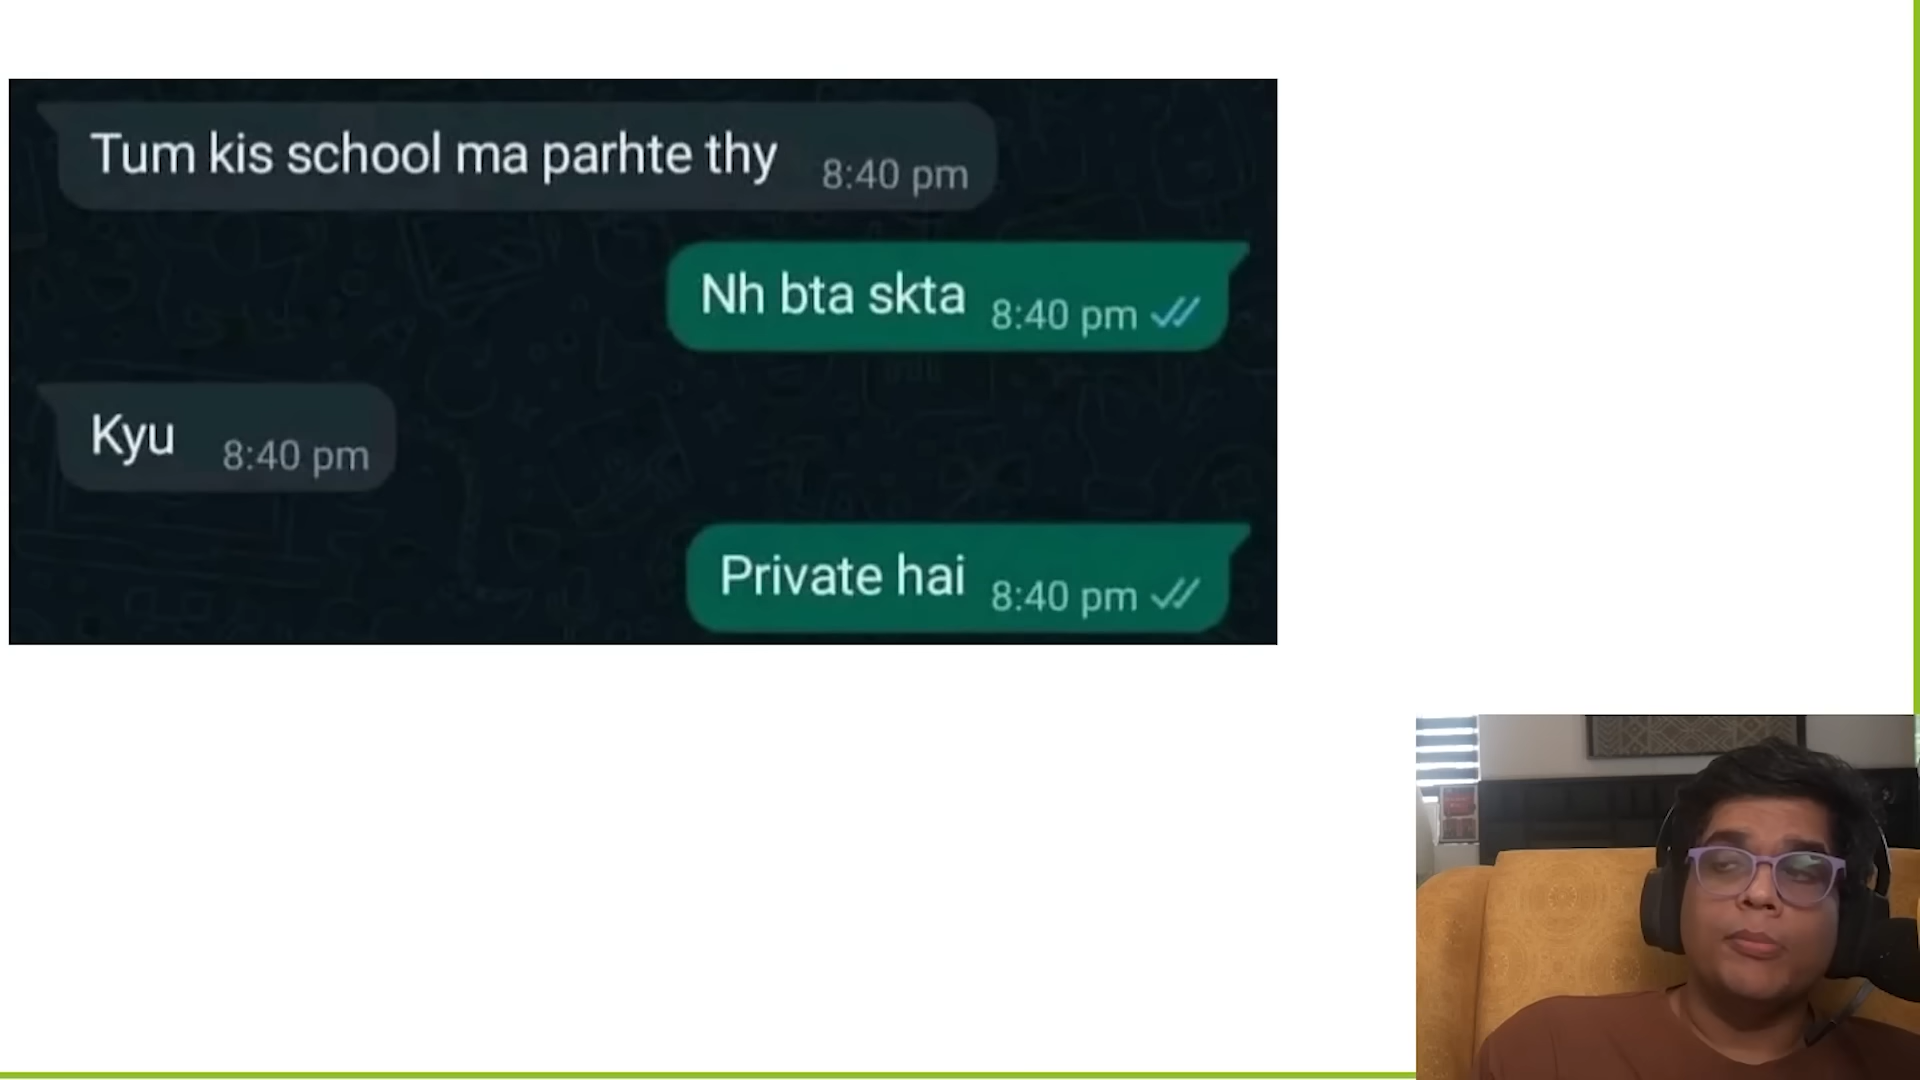 Tum kis school ma parhte thy 8:40 pm
Nh bta skta 8:40 pm
Kyu 8:40 pm
Private hai 8:40 pm